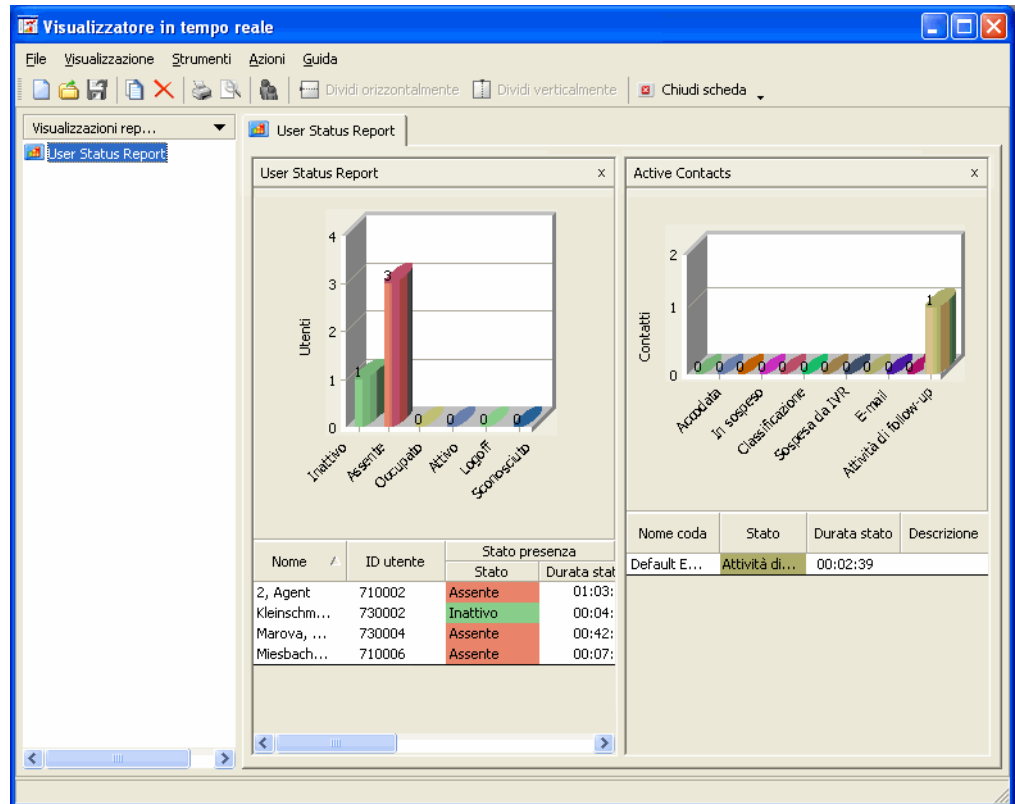 Visualizzatore in tempo reale
File Visualizzazione Strumenti Azioni Guida
Dividi orizzontalmente Dividi verticalmente Chiudi scheda
Visualizzazioni rep...
User Status Report
User Status Report
User Status Report x
4
3
2
1
0
Utenti
1
3
0
0
0
0
Inattivo
Assente
Occupato
Attivo
Logoff
Sconosciuto
Nome ID utente Stato presenza
Stato Durata stat
2, Agent 710002 Assente 01:03:
Kleinschm... 730002 Inattivo 00:04:
Marova, ... 730004 Assente 00:42:
Miesbach... 710006 Assente 00:07:
Active Contacts x
2
1
0
Contatti
0 0 0 0 0 0 0 0 0 0 0 1
Accodata
In sospeso
Classificazione
Sospesa da IVR
E-mail
Attività di follow-up
Nome coda Stato Durata stato Descrizione
Default E... Attività di... 00:02:39